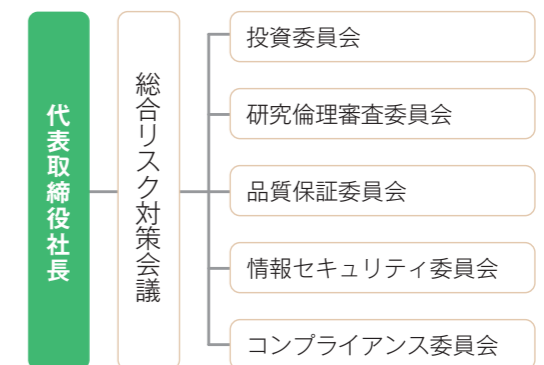 代表取締役社長
総合リスク対策会議
投資委員会
研究倫理審査委員会
品質保証委員会
情報セキュリティ委員会
コンプライアンス委員会